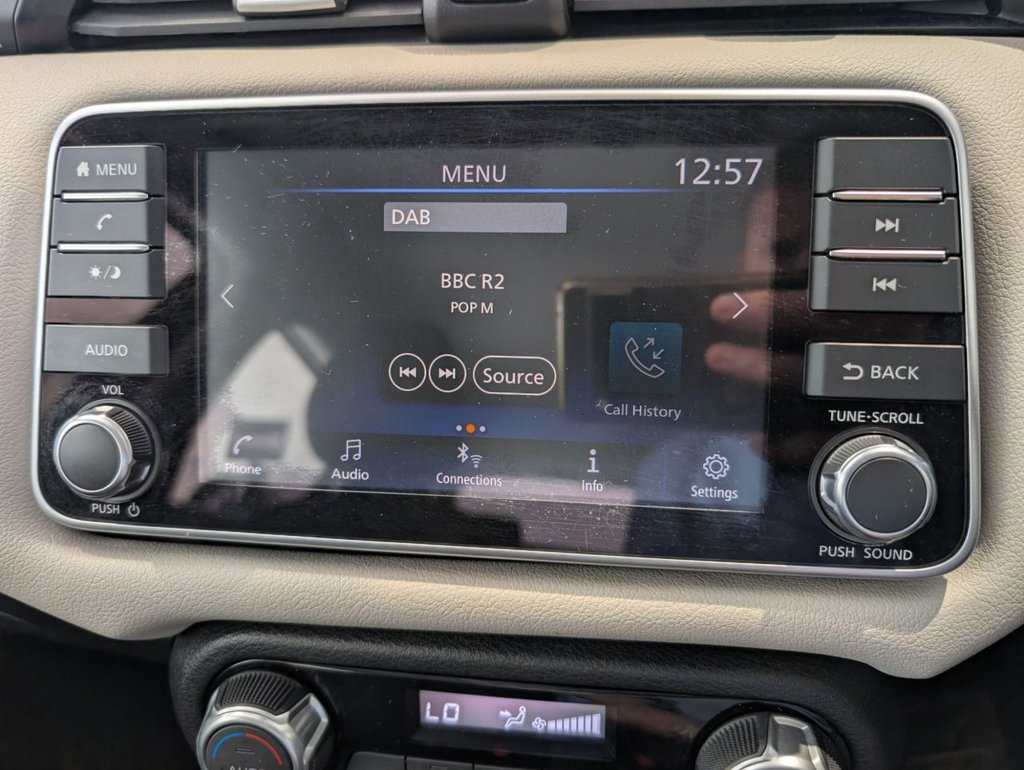 MENU
MENU
12:57
DAB
BBC R2
POP M
Source
AUDIO
BACK
VOL
Call History
TUNE·SCROLL
Phone
Audio
Connections
Info
Settings
PUSH
PUSH SOUND
LO
AUTO